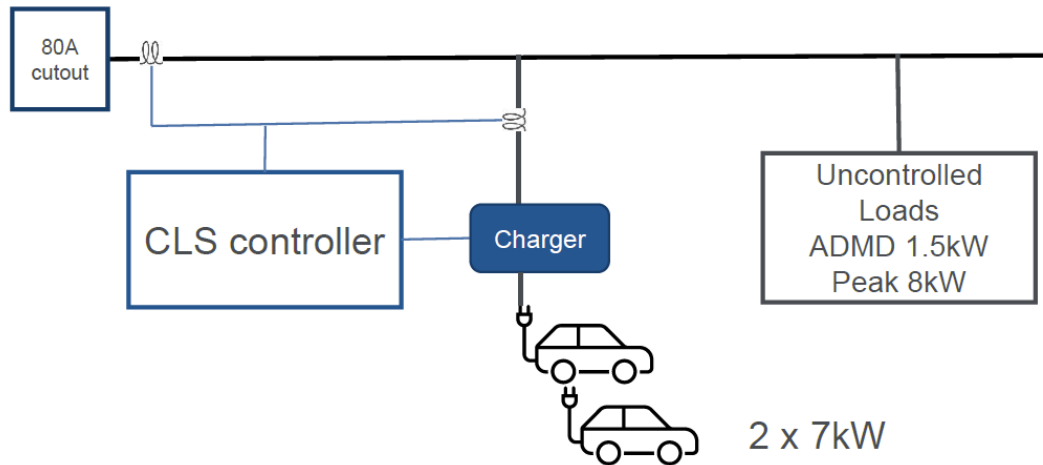 80A
cutout
CLS controller
Charger
Uncontrolled
Loads
ADMD 1.5kW
Peak 8kW
2 x 7kW